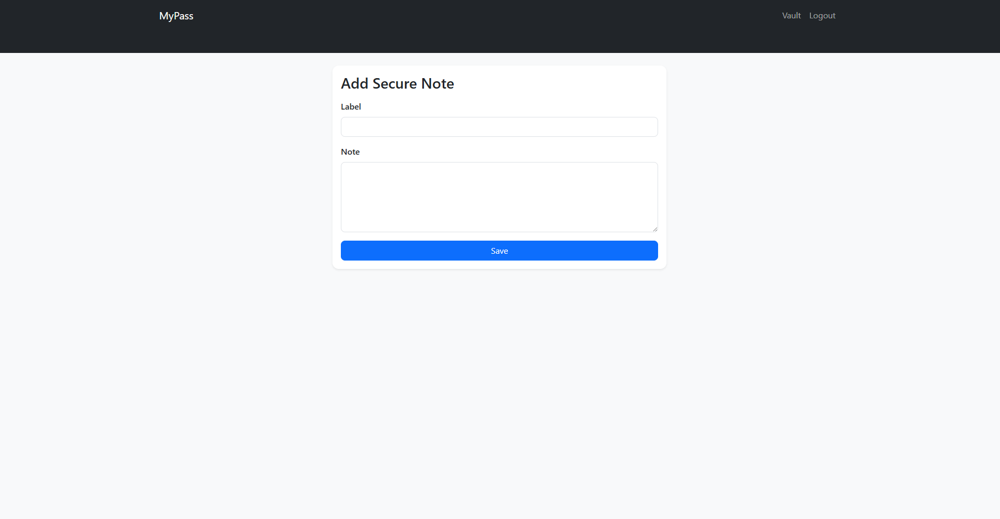 MyPass
Vault Logout
Add Secure Note
Label
Note
Save